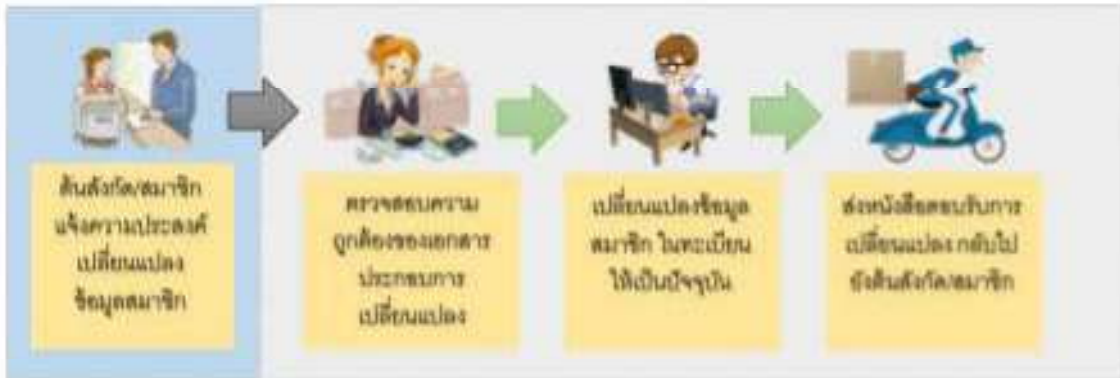 ต้นสังกัด/สมาชิก
แจ้งความประสงค์
เปลี่ยนแปลง
ข้อมูลสมาชิก
ตรวจสอบความ
ถูกต้องของเอกสาร
ประกอบการ
เปลี่ยนแปลง
เปลี่ยนแปลงข้อมูล
สมาชิก ในทะเบียน
ให้เป็นปัจจุบัน
ส่งหนังสือตอบรับการ
เปลี่ยนแปลง กลับไป
ยังต้นสังกัด/สมาชิก